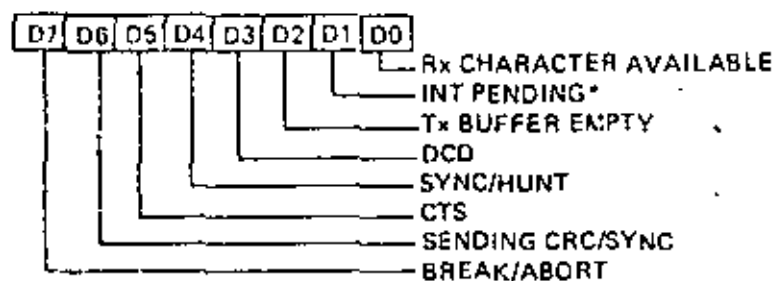 D7 D6 D5 D4 D3 D2 D1 D0
Rx CHARACTER AVAILABLE
INT PENDING*
Tx BUFFER EMPTY
DCD
SYNC/HUNT
CTS
SENDING CRC/SYNC
BREAK/ABORT